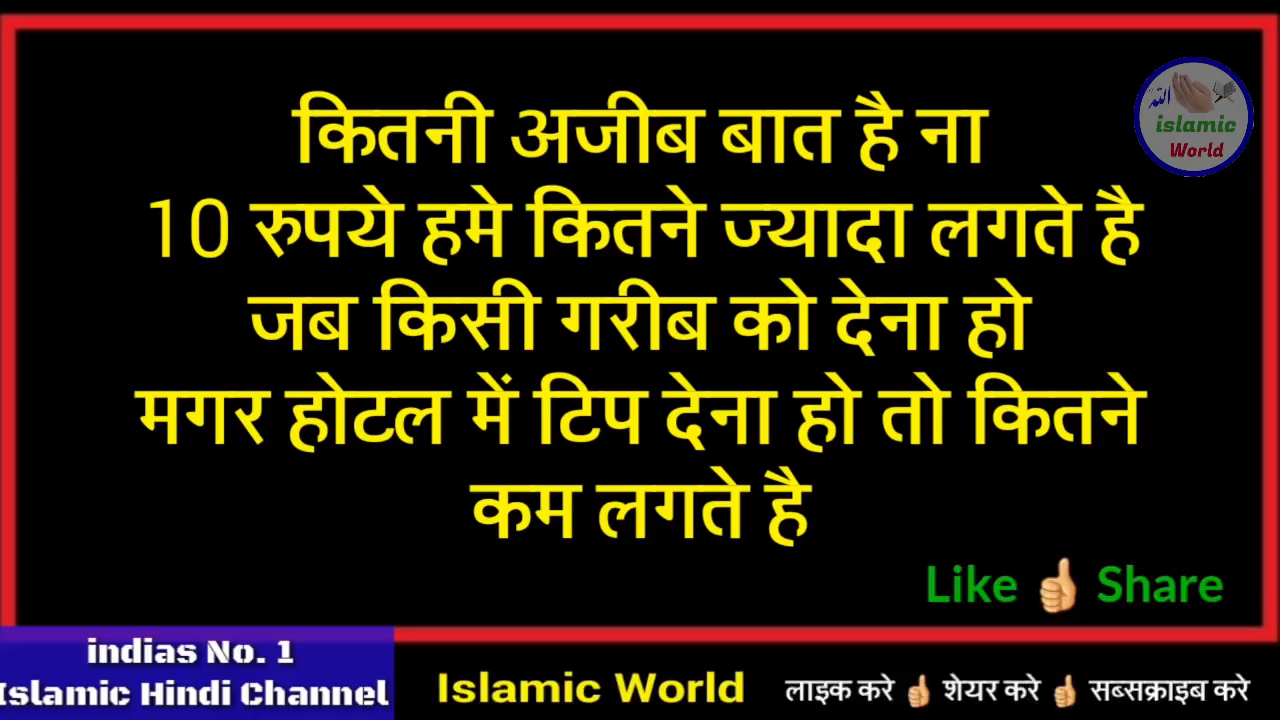 कितनी अजीब बात है ना
10 रुपये हमे कितने ज्यादा लगते है
जब किसी गरीब को देना हो
मगर होटल में टिप देना हो तो कितने
कम लगते है
الله
islamic
World
Like 👍 Share
indias No. 1
Islamic Hindi Channel
Islamic World
लाइक करे 👍 शेयर करे 👍 सब्सक्राइब करे